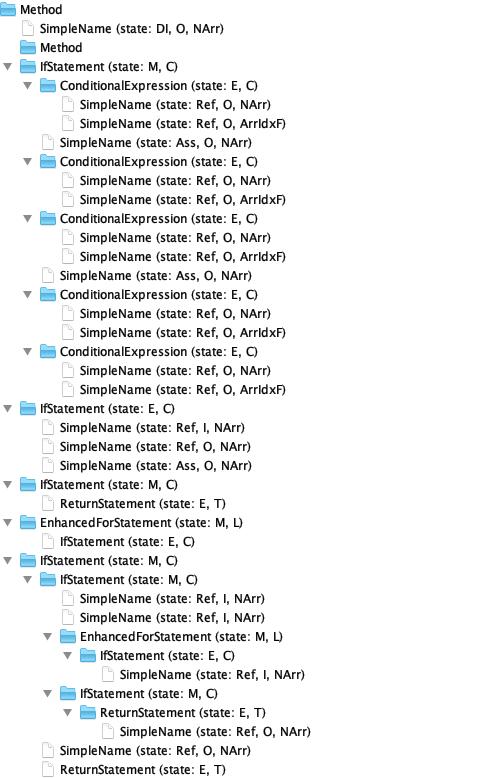 Method
SimpleName (state: DI, O, NArr)
Method
IfStatement (state: M, C)
ConditionalExpression (state: E, C)
SimpleName (state: Ref, O, NArr)
SimpleName (state: Ref, O, ArrIdxF)
SimpleName (state: Ass, O, NArr)
ConditionalExpression (state: E, C)
SimpleName (state: Ref, O, NArr)
SimpleName (state: Ref, O, ArrIdxF)
ConditionalExpression (state: E, C)
SimpleName (state: Ref, O, NArr)
SimpleName (state: Ref, O, ArrIdxF)
SimpleName (state: Ass, O, NArr)
ConditionalExpression (state: E, C)
SimpleName (state: Ref, O, NArr)
SimpleName (state: Ref, O, ArrIdxF)
ConditionalExpression (state: E, C)
SimpleName (state: Ref, O, NArr)
SimpleName (state: Ref, O, ArrIdxF)
IfStatement (state: E, C)
SimpleName (state: Ref, I, NArr)
SimpleName (state: Ref, O, NArr)
SimpleName (state: Ass, O, NArr)
IfStatement (state: M, C)
ReturnStatement (state: E, T)
EnhancedForStatement (state: M, L)
IfStatement (state: E, C)
IfStatement (state: M, C)
IfStatement (state: M, C)
SimpleName (state: Ref, I, NArr)
SimpleName (state: Ref, I, NArr)
EnhancedForStatement (state: M, L)
IfStatement (state: E, C)
SimpleName (state: Ref, I, NArr)
IfStatement (state: M, C)
ReturnStatement (state: E, T)
SimpleName (state: Ref, O, NArr)
SimpleName (state: Ref, O, NArr)
ReturnStatement (state: E, T)